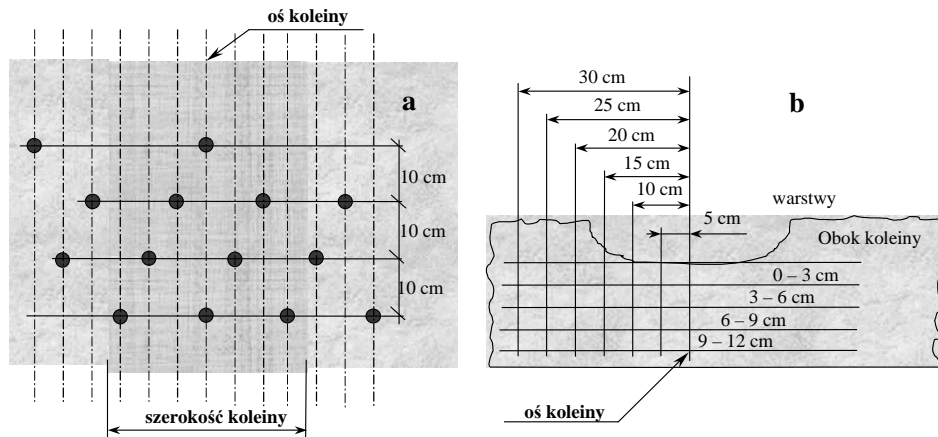 oś koleiny
a
10 cm
10 cm
10 cm
szerokość koleiny
30 cm
b
25 cm
20 cm
15 cm
10 cm
warstwy
5 cm
Obok koleiny
0 – 3 cm
3 – 6 cm
6 – 9 cm
9 – 12 cm
oś koleiny